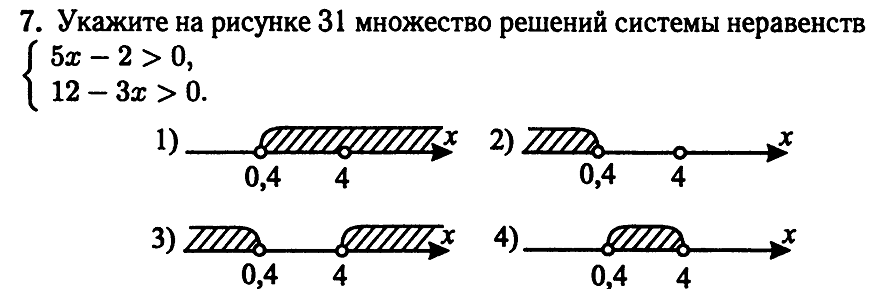 7. Укажите на рисунке 31 множество решений системы неравенств
5x − 2 > 0,
12 − 3x > 0.
1) 0,4 4 x 2) 0,4 4 x
3) 0,4 4 x 4) 0,4 4 x